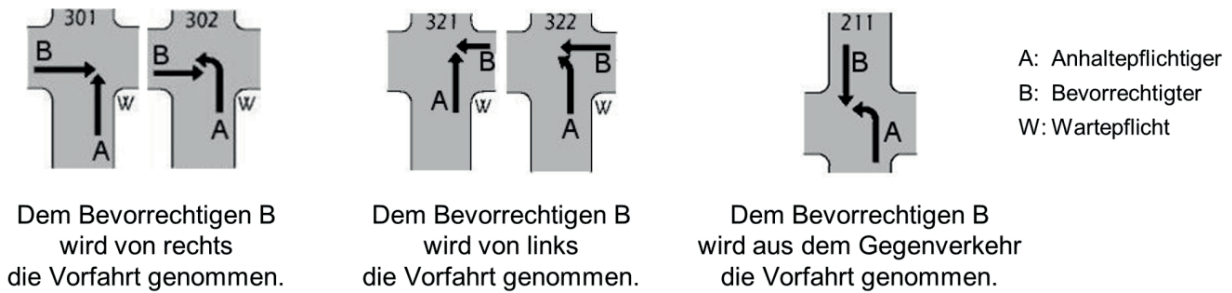 301
302
B
B
W
W
A
A
321
322
B
B
A
W
W
A
211
B
A
A: Anhaltepflichtiger
B: Bevorrechtigter
W: Wartepflicht
Dem Bevorrechtigen B
wird von rechts
die Vorfahrt genommen.
Dem Bevorrechtigen B
wird von links
die Vorfahrt genommen.
Dem Bevorrechtigen B
wird aus dem Gegenverkehr
die Vorfahrt genommen.